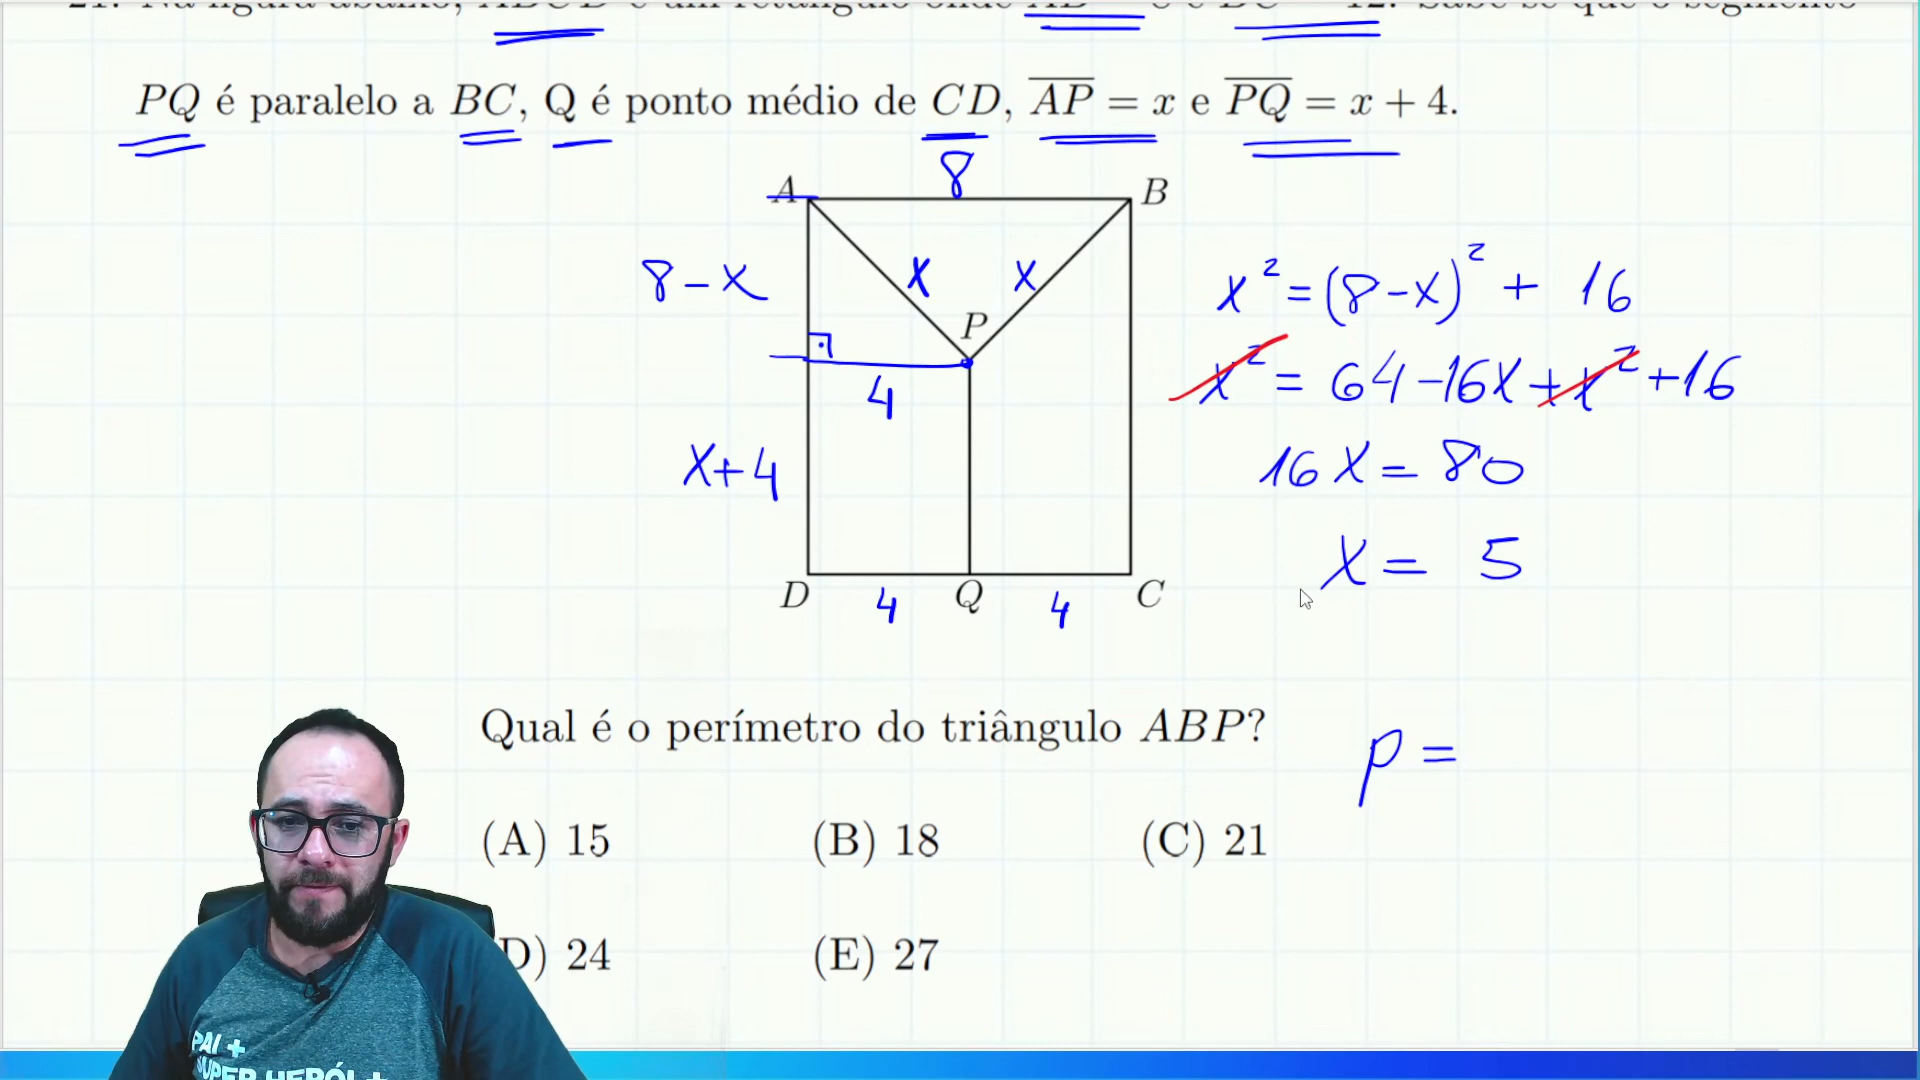 PQ é paralelo a BC, Q é ponto médio de CD, AP = x e PQ = x + 4.
8
A
B
8-x
x
x
x² = (8-x)² + 16
P
x² = 64-16x+x²+16
4
x+4
16x = 80
x = 5
D
4
Q
4
C
Qual é o perímetro do triângulo ABP?
p =
(A) 15
(B) 18
(C) 21
D) 24
(E) 27
PAI +
SUPER HERÓI +